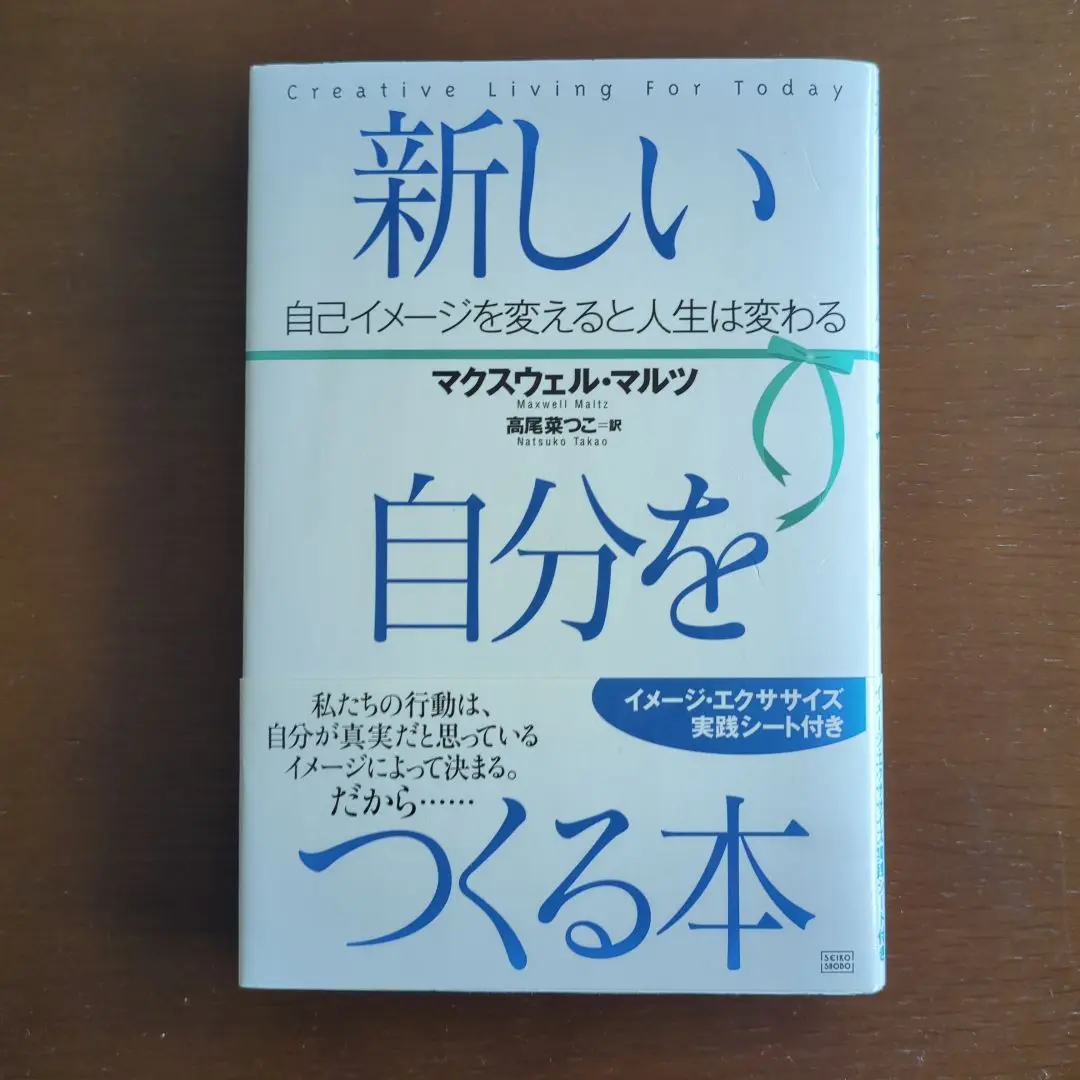 Creative Living For Today
新しい
自己イメージを変えると人生は変わる
マクスウェル・マルツ
Maxwell Maltz
高尾菜つこ=訳
Natsuko Takao
自分を
私たちの行動は、
自分が真実だと思っている
イメージによって決まる。
だから……
イメージ・エクササイズ
実践シート付き
つくる本
SEIKO
SHOBO